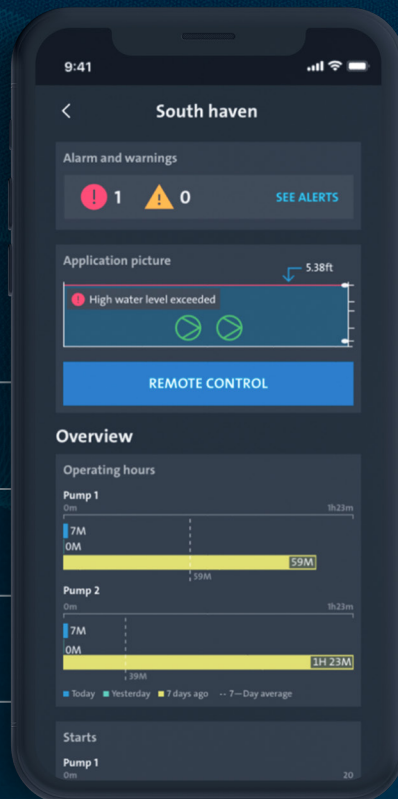 9:41
South haven
Alarm and warnings
1 0 SEE ALERTS
Application picture
5.38ft
High water level exceeded
REMOTE CONTROL
Overview
Operating hours
Pump 1
0m 1h23m
7M
0M
59M
59M
Pump 2
0m 1h23m
7M
0M
1H 23M
39M
Today Yesterday 7 days ago -- 7—Day average
Starts
Pump 1
0m 20